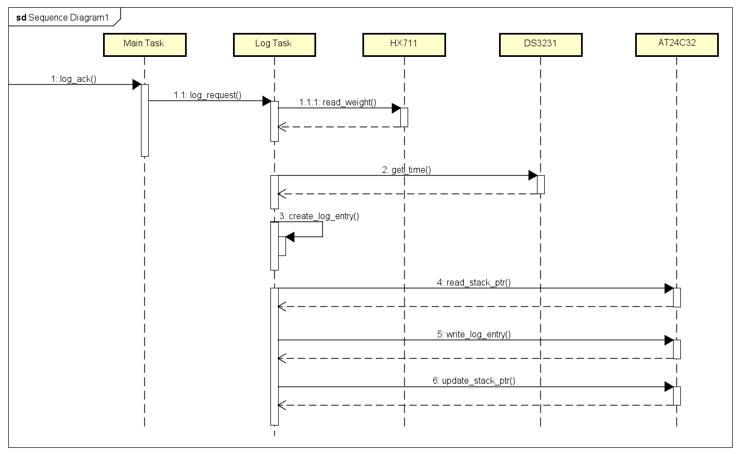 sd Sequence Diagram1
Main Task
Log Task
HX711
DS3231
AT24C32
1: log_ack()
1.1: log_request()
1.1.1: read_weight()
2: get_time()
3: create_log_entry()
4: read_stack_ptr()
5: write_log_entry()
6: update_stack_ptr()